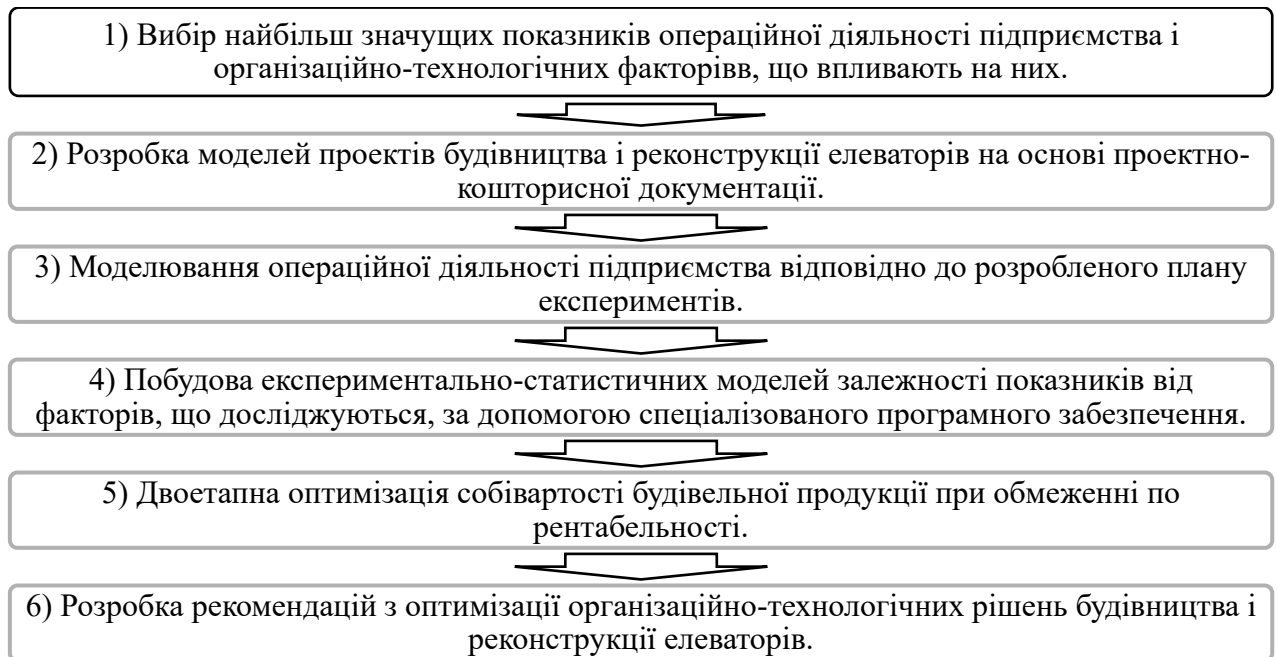 1) Вибір найбільш значущих показників операційної діяльності підприємства і
організаційно-технологічних факторівв, що впливають на них.
2) Розробка моделей проектів будівництва і реконструкції елеваторів на основі проектно-
кошторисної документації.
3) Моделювання операційної діяльності підприємства відповідно до розробленого плану
експериментів.
4) Побудова експериментально-статистичних моделей залежності показників від
факторів, що досліджуються, за допомогою спеціалізованого програмного забезпечення.
5) Двоетапна оптимізація собівартості будівельної продукції при обмеженні по
рентабельності.
6) Розробка рекомендацій з оптимізації організаційно-технологічних рішень будівництва і
реконструкції елеваторів.